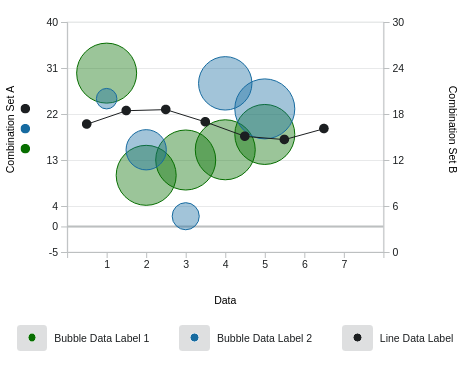 40
31
22
13
4
0
-5
30
24
18
12
6
0
Combination Set A
Combination Set B
1 2 3 4 5 6 7
Data
Bubble Data Label 1 Bubble Data Label 2 Line Data Label